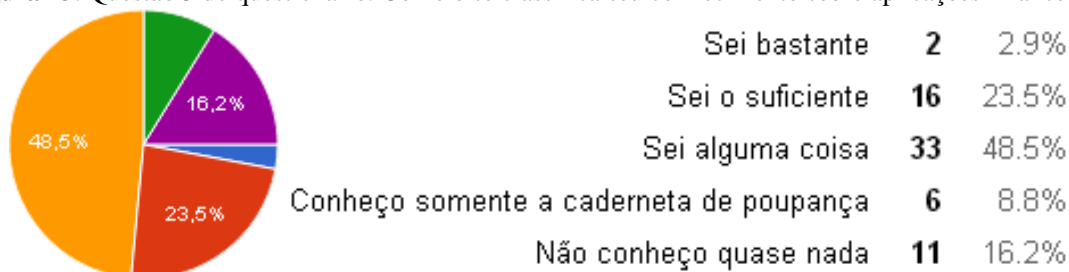 Sei bastante 2 2.9%
Sei o suficiente 16 23.5%
Sei alguma coisa 33 48.5%
Conheço somente a caderneta de poupança 6 8.8%
Não conheço quase nada 11 16.2%
16,2%
48,5%
23,5%